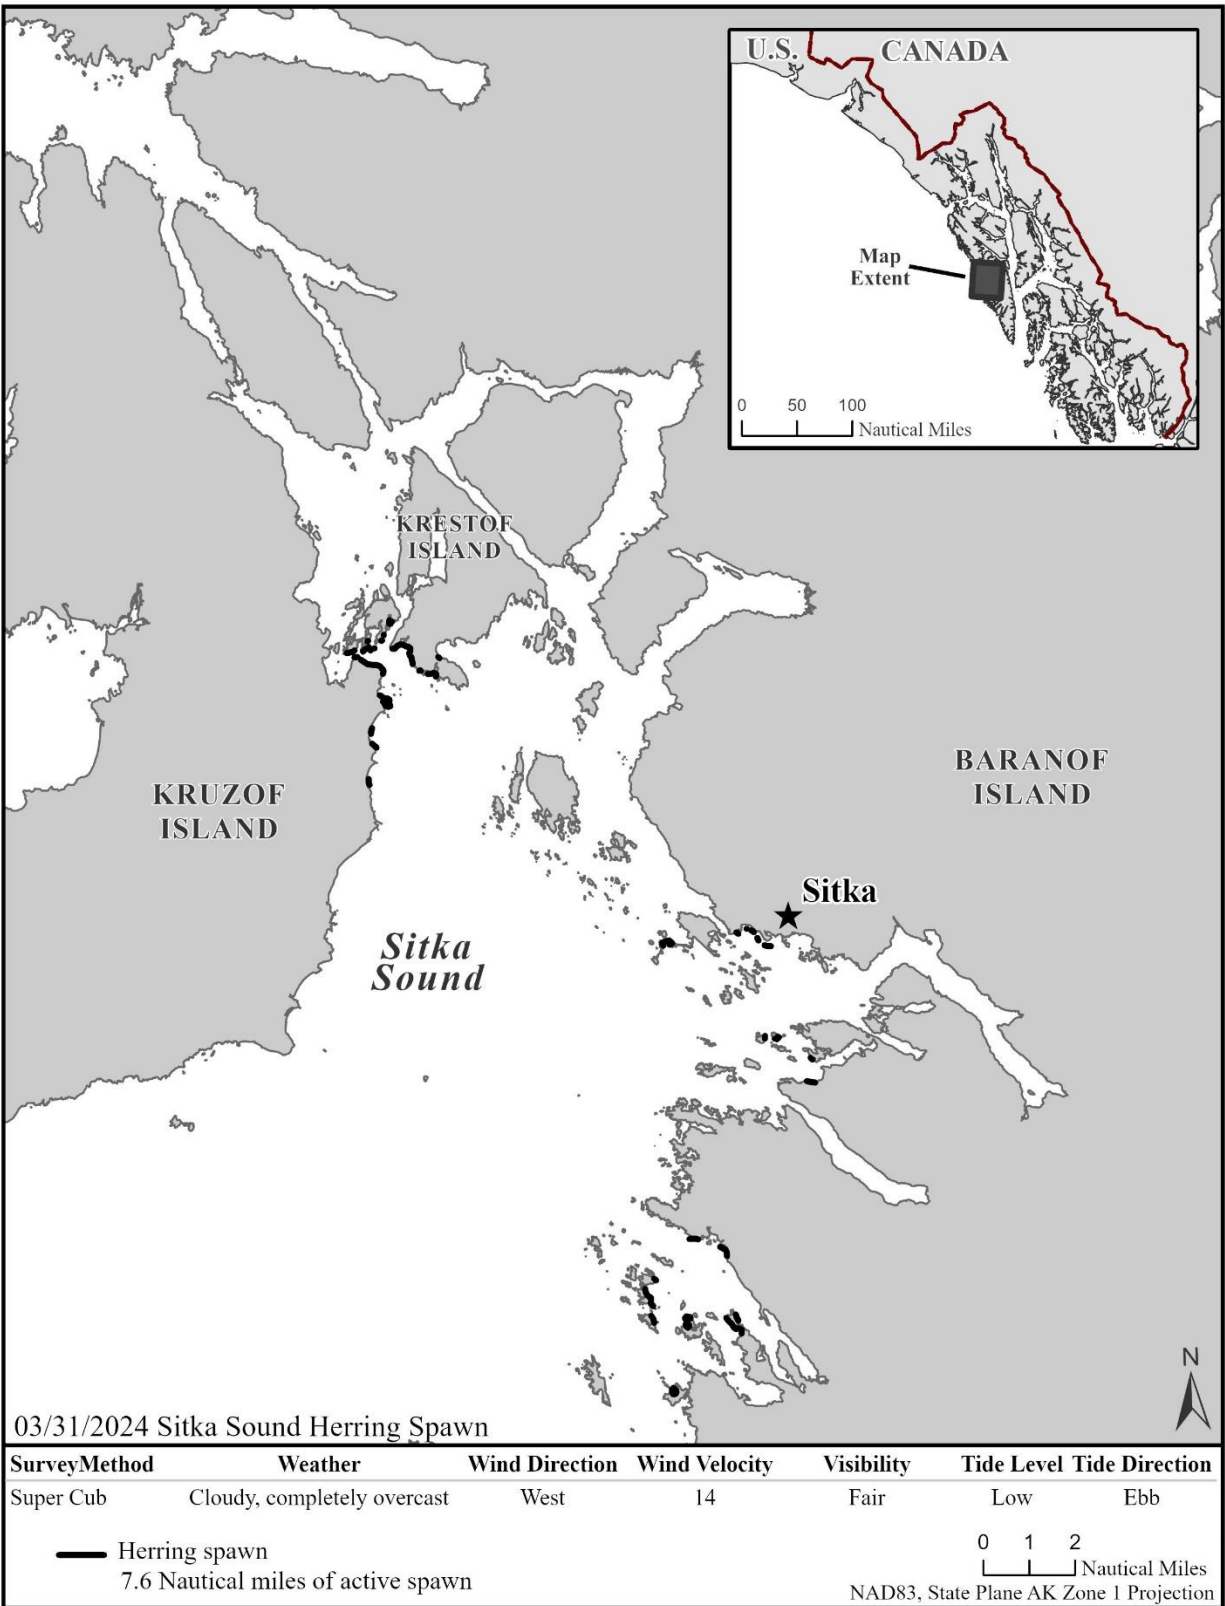 U.S.
CANADA
Map
Extent
0 50 100
Nautical Miles
KRESTOF
ISLAND
KRUZOF
ISLAND
BARANOF
ISLAND
Sitka
Sitka
Sound
N
03/31/2024 Sitka Sound Herring Spawn
SurveyMethod Weather Wind Direction Wind Velocity Visibility Tide Level Tide Direction
Super Cub Cloudy, completely overcast West 14 Fair Low Ebb
Herring spawn
7.6 Nautical miles of active spawn
0 1 2
Nautical Miles
NAD83, State Plane AK Zone 1 Projection